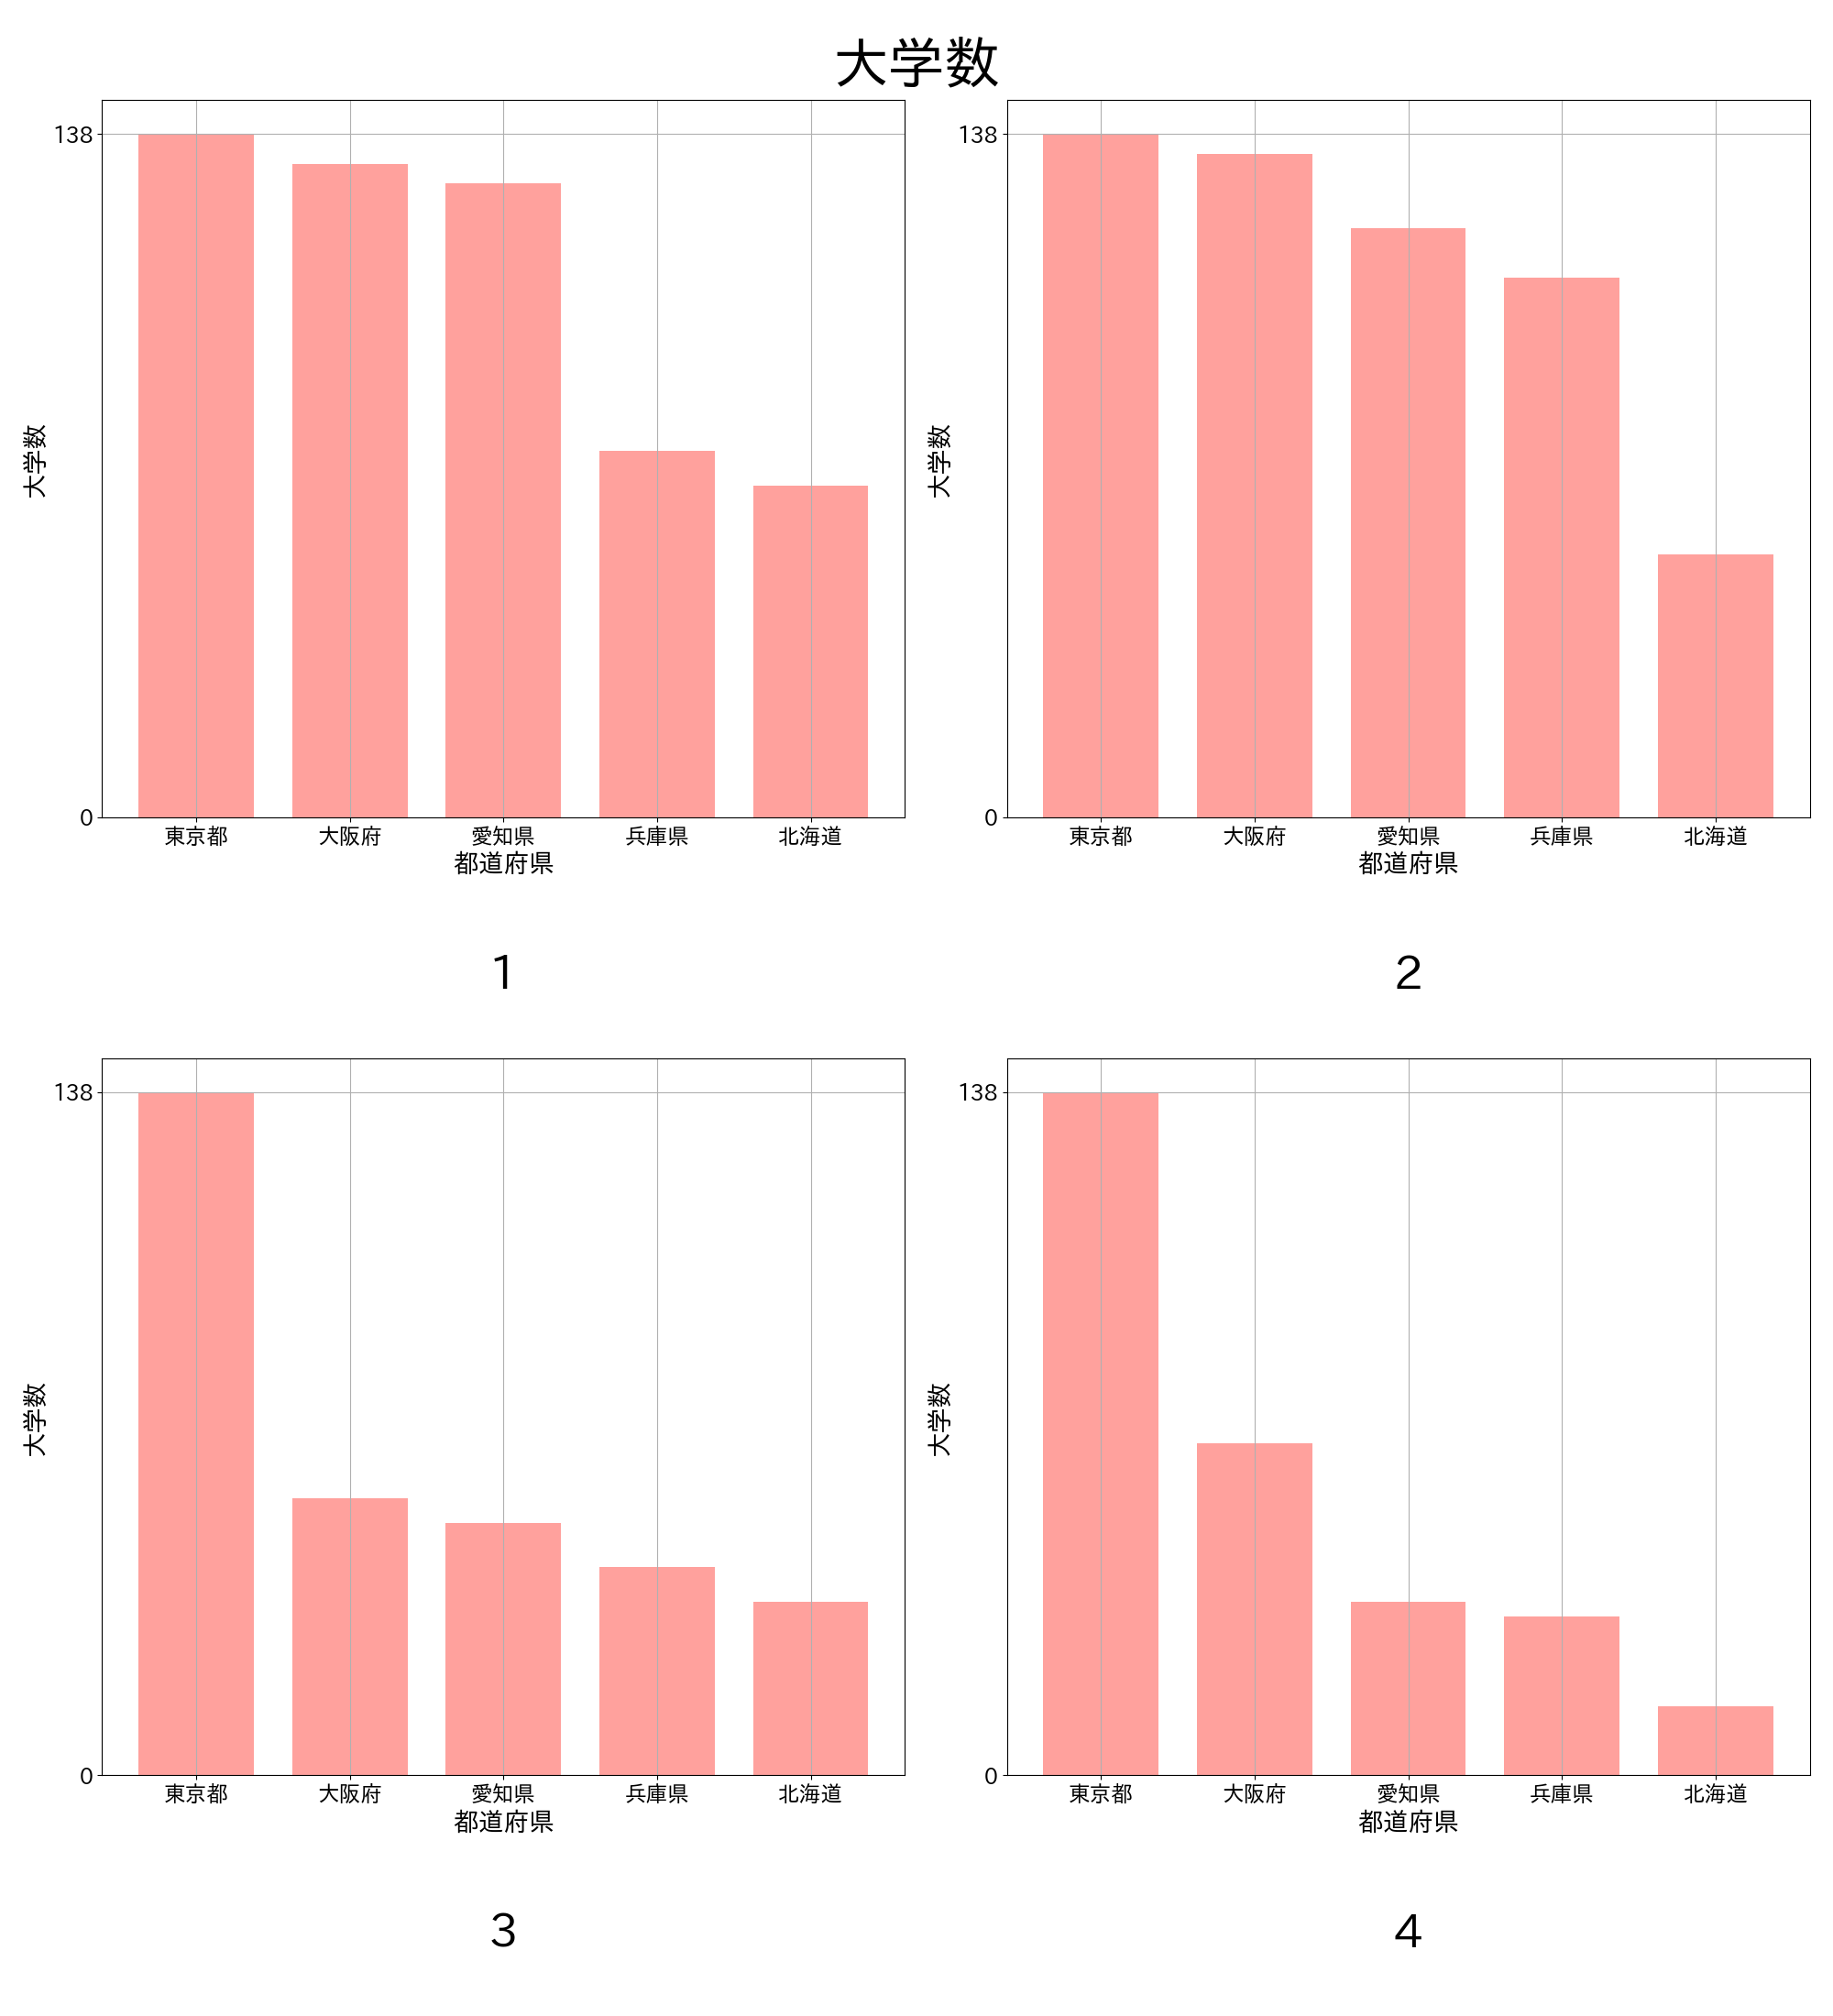 大学数
138
0
大学数
東京都 大阪府 愛知県 兵庫県 北海道
都道府県
1
138
0
大学数
東京都 大阪府 愛知県 兵庫県 北海道
都道府県
2
138
0
大学数
東京都 大阪府 愛知県 兵庫県 北海道
都道府県
3
138
0
大学数
東京都 大阪府 愛知県 兵庫県 北海道
都道府県
4